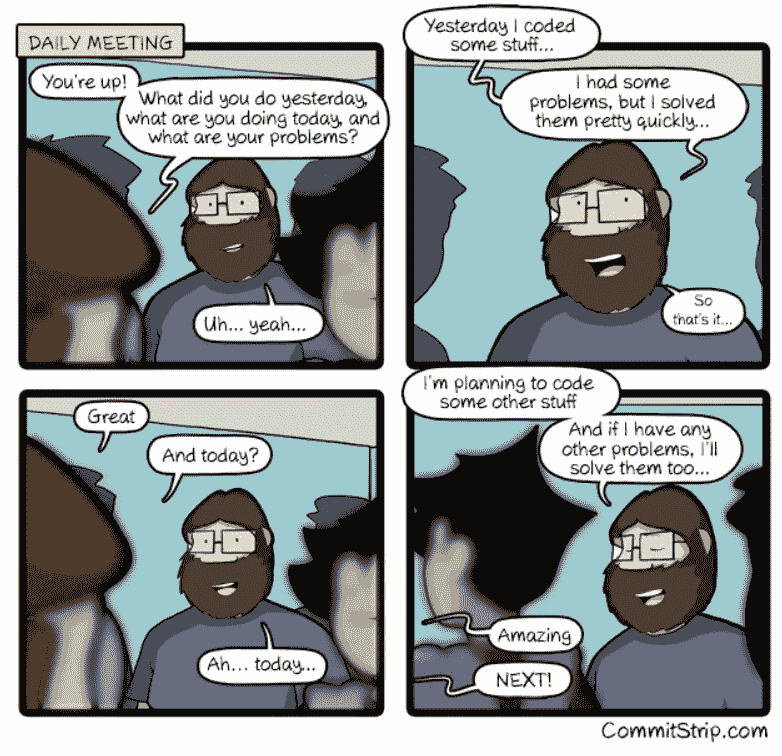 DAILY MEETING
You're up!
What did you do yesterday,
what are you doing today, and
what are your problems?
Uh... yeah...
Yesterday I coded
some stuff...
I had some
problems, but I solved
them pretty quickly...
So
that's it...
Great
And today?
Ah... today...
I'm planning to code
some other stuff
And if I have any
other problems, I'll
solve them too...
Amazing
NEXT!
CommitStrip.com